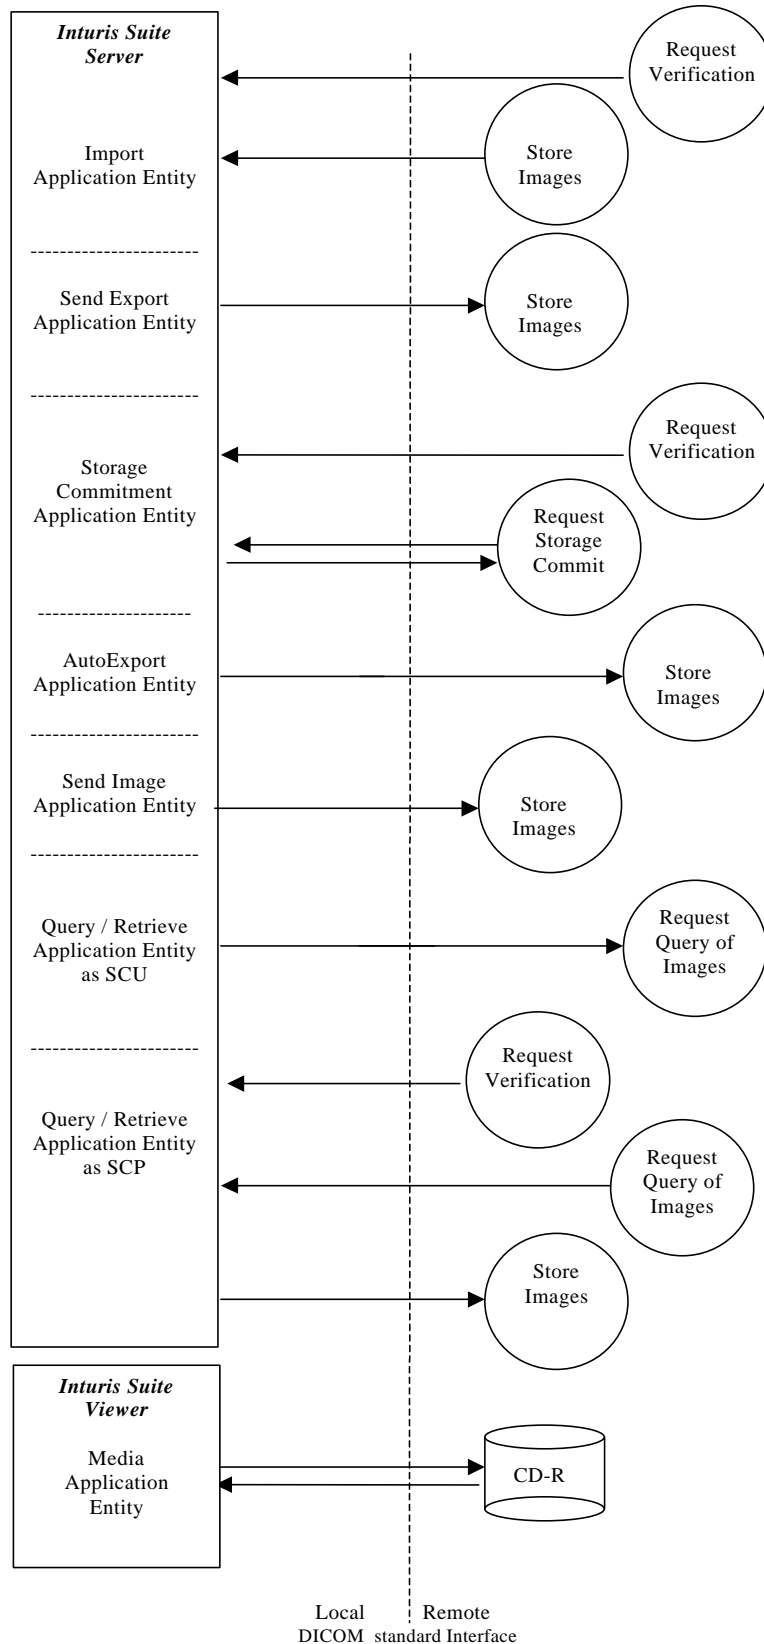 Inturis Suite
Server
Request
Verification
Import
Application Entity
Store
Images
-------------------------
Send Export
Application Entity
Store
Images
-------------------------
Request
Verification
Storage
Commitment
Application Entity
Request
Storage
Commit
-----------------------
AutoExport
Application Entity
Store
Images
-------------------------
Send Image
Application Entity
Store
Images
-------------------------
Query / Retrieve
Application Entity
as SCU
Request
Query of
Images
-------------------------
Request
Verification
Query / Retrieve
Application Entity
as SCP
Request
Query of
Images
Store
Images
Inturis Suite
Viewer
Media
Application
Entity
CD-R
Local Remote
DICOM standard Interface